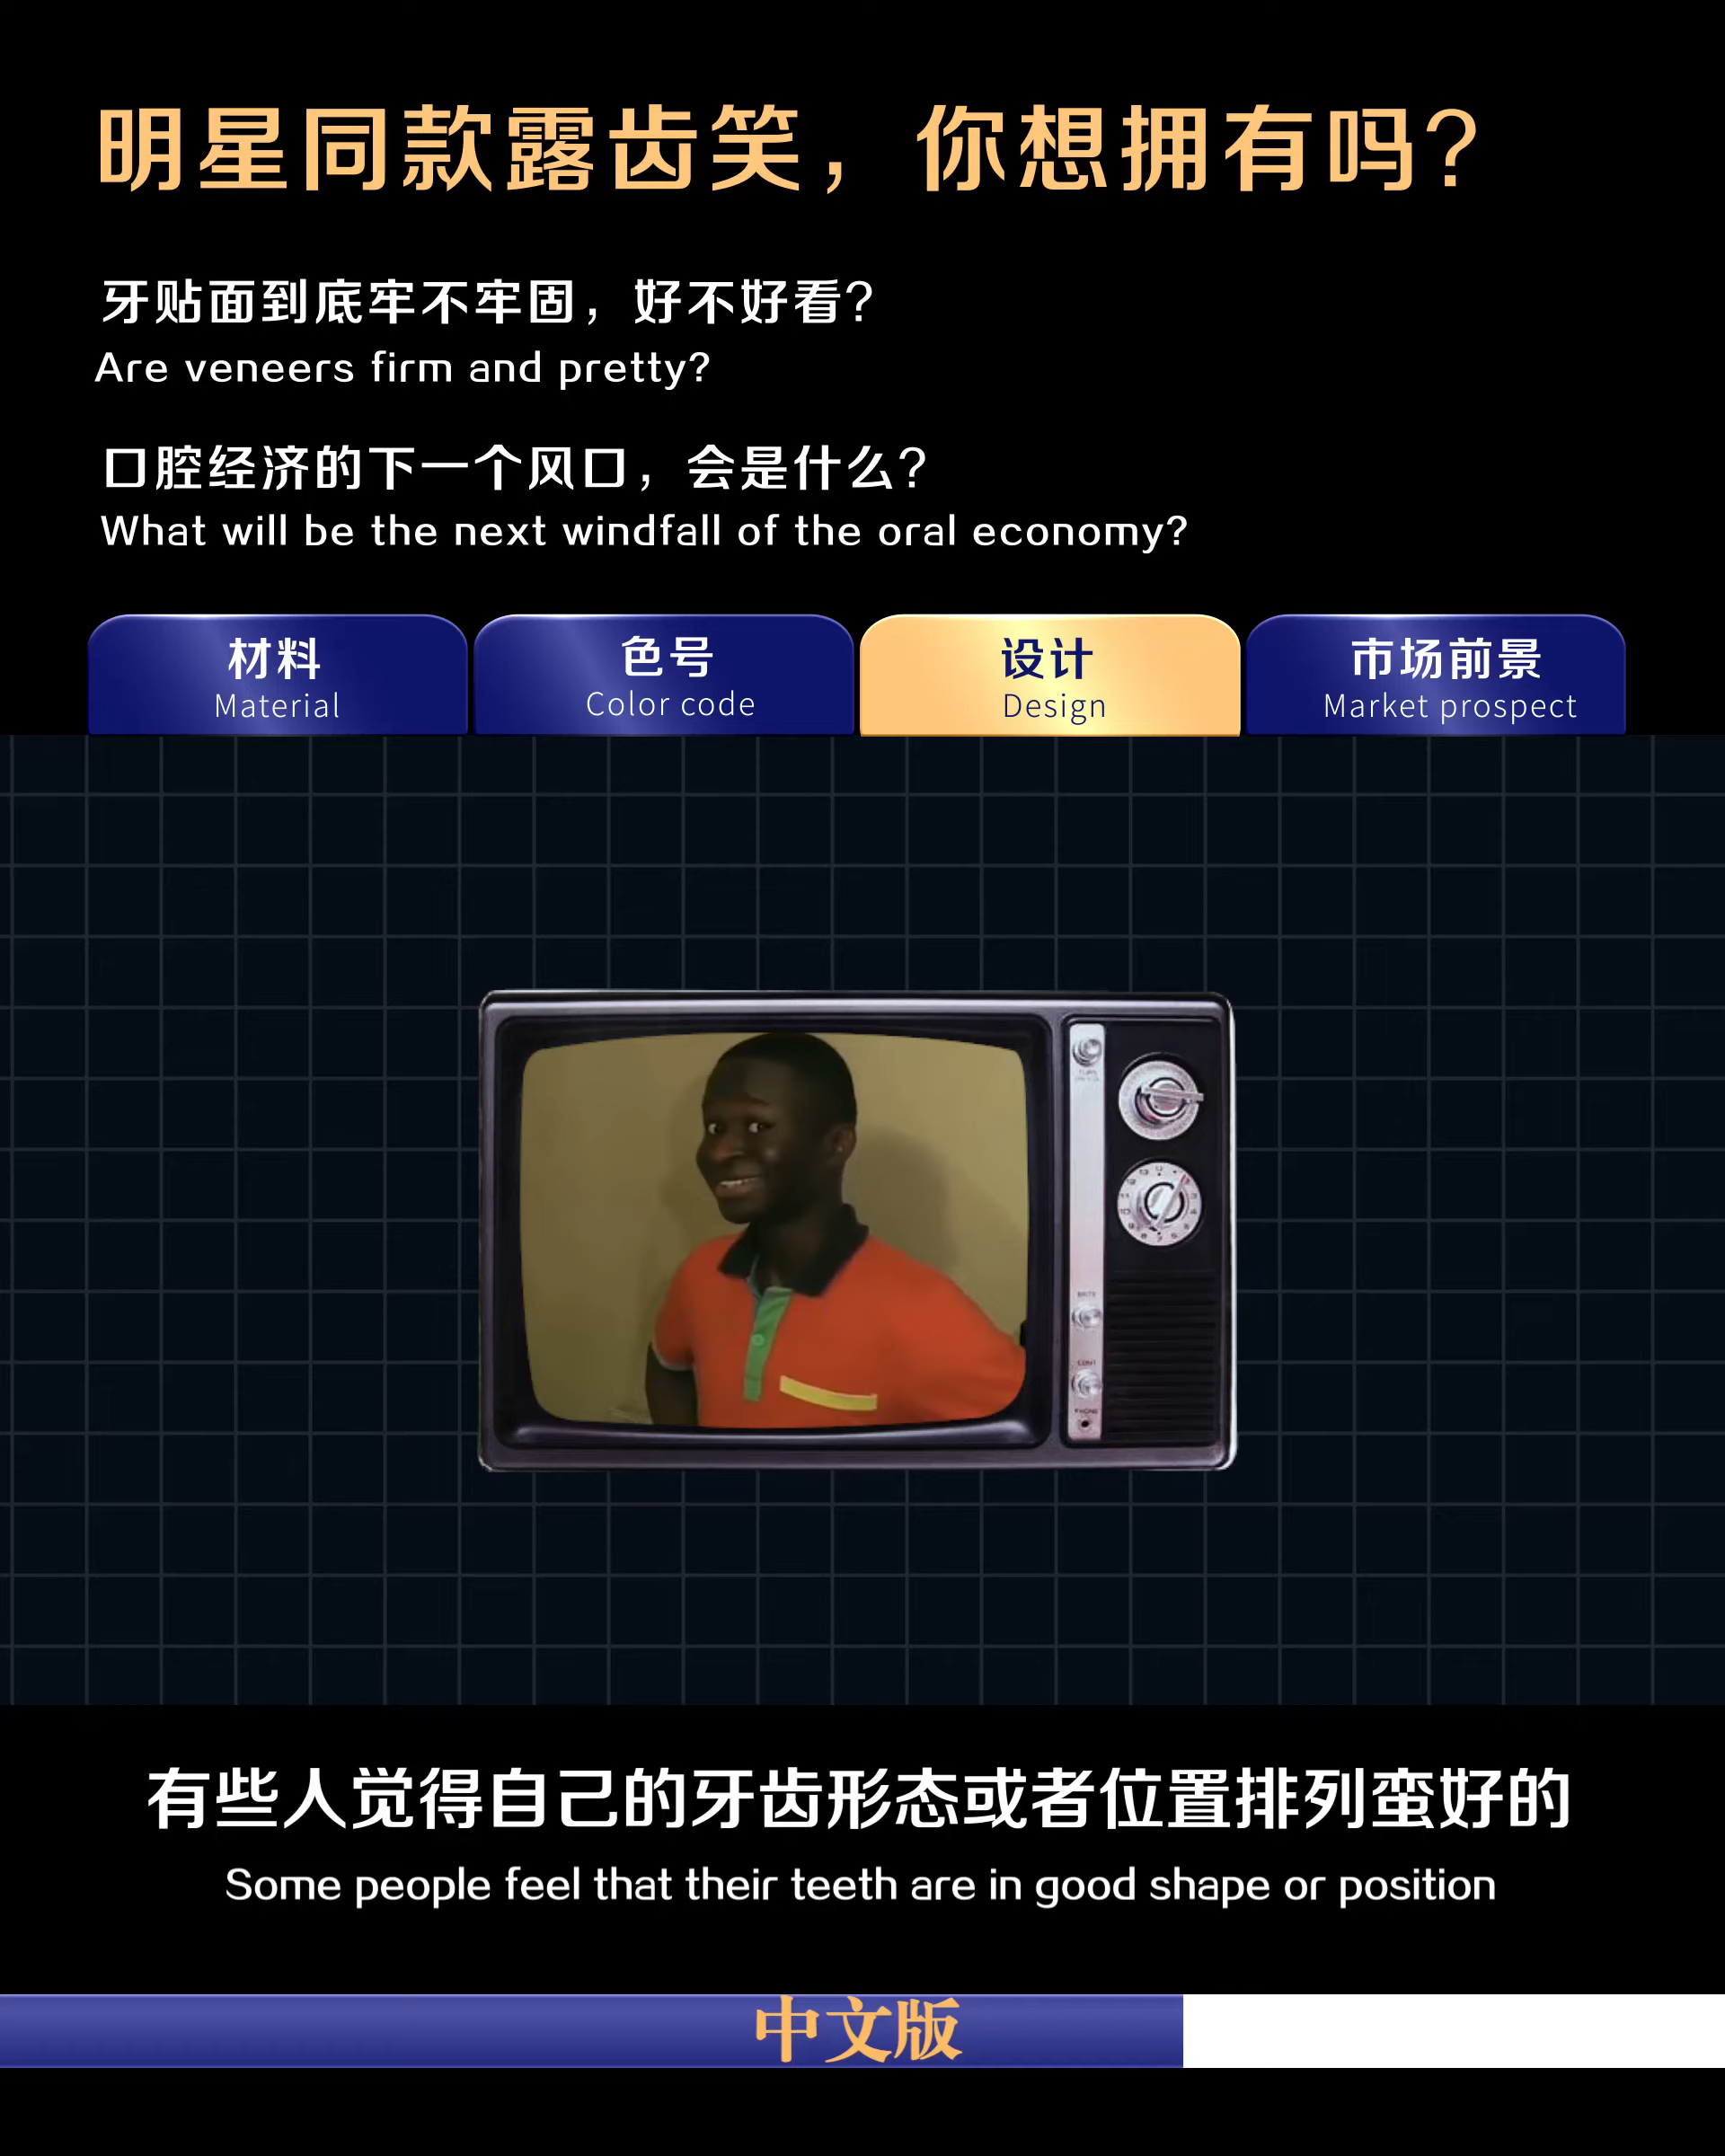 明星同款露齿笑，你想拥有吗？
牙贴面到底牢不牢固，好不好看？
Are veneers firm and pretty?
口腔经济的下一个风口，会是什么？
What will be the next windfall of the oral economy?
材料
Material
色号
Color code
设计
Design
市场前景
Market prospect
有些人觉得自己的牙齿形态或者位置排列蛮好的
Some people feel that their teeth are in good shape or position
中文版